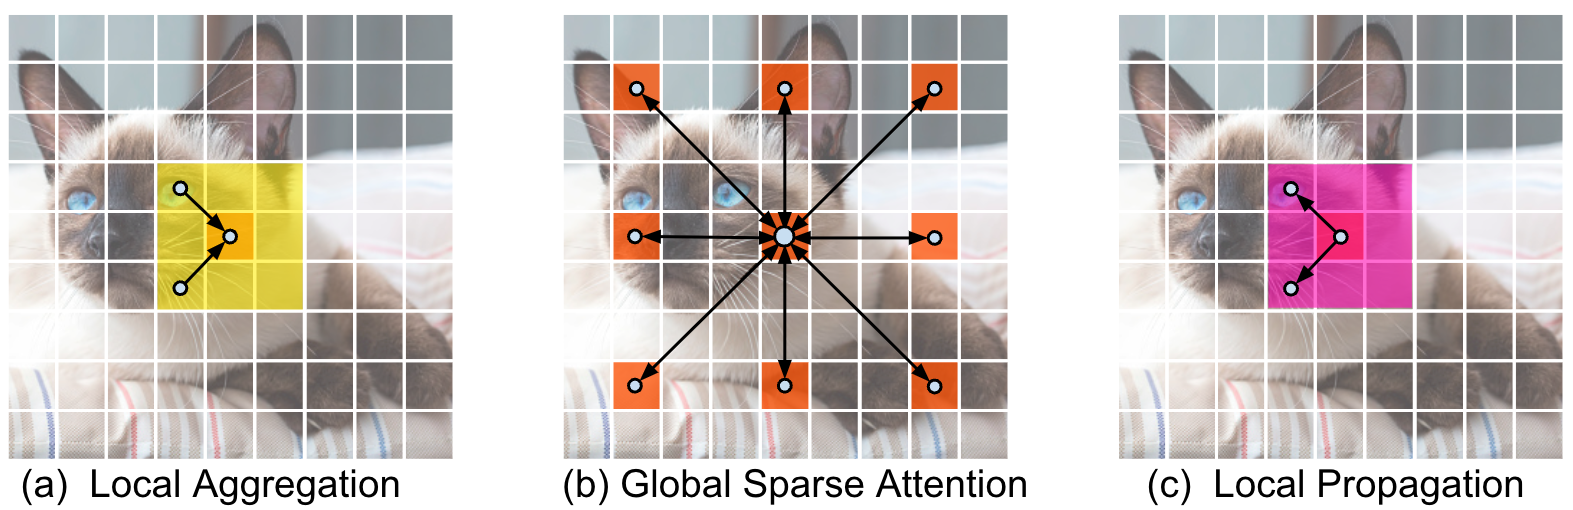 (a) Local Aggregation
(b) Global Sparse Attention
(c) Local Propagation